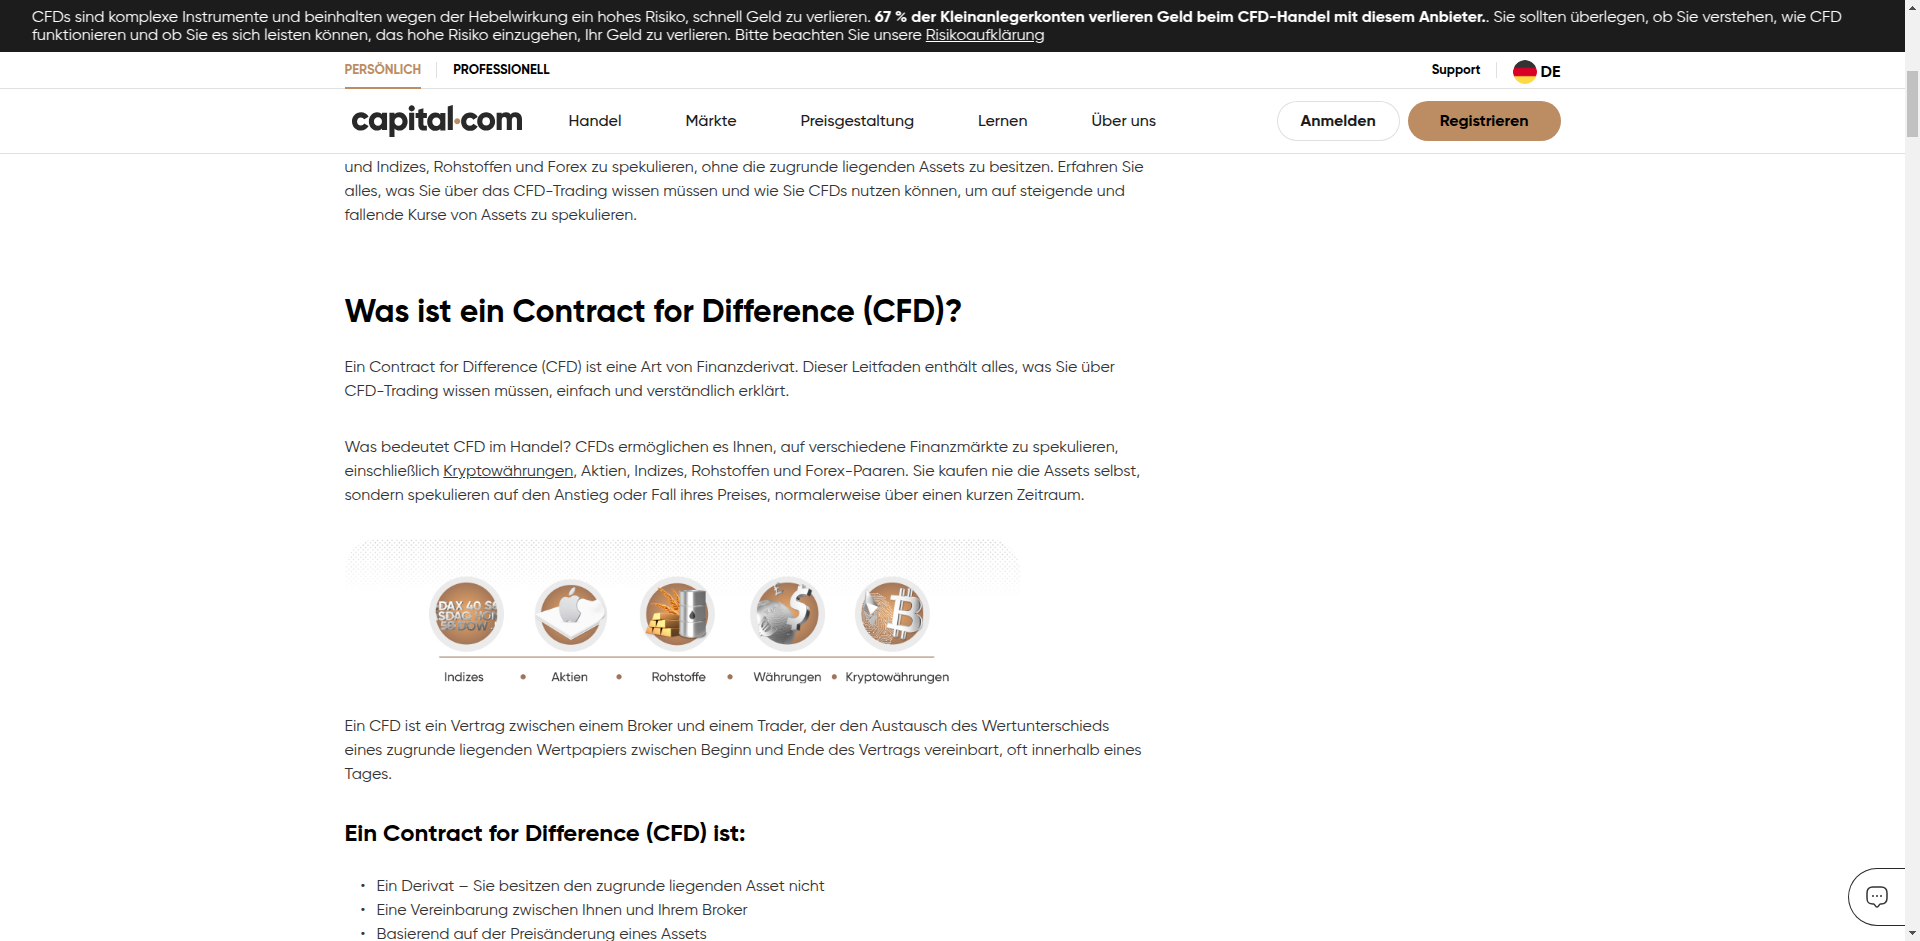 CFDs sind komplexe Instrumente und beinhalten wegen der Hebelwirkung ein hohes Risiko, schnell Geld zu verlieren. 67 % der Kleinanlegerkonten verlieren Geld beim CFD-Handel mit diesem Anbieter.. Sie sollten überlegen, ob Sie verstehen, wie CFD
funktionieren und ob Sie es sich leisten können, das hohe Risiko einzugehen, Ihr Geld zu verlieren. Bitte beachten Sie unsere Risikoaufklärung
PERSÖNLICH PROFESSIONELL Support DE
capital.com Handel Märkte Preisgestaltung Lernen Über uns Anmelden Registrieren
und Indizes, Rohstoffen und Forex zu spekulieren, ohne die zugrunde liegenden Assets zu besitzen. Erfahren Sie
alles, was Sie über das CFD-Trading wissen müssen und wie Sie CFDs nutzen können, um auf steigende und
fallende Kurse von Assets zu spekulieren.
Was ist ein Contract for Difference (CFD)?
Ein Contract for Difference (CFD) ist eine Art von Finanzderivat. Dieser Leitfaden enthält alles, was Sie über
CFD-Trading wissen müssen, einfach und verständlich erklärt.
Was bedeutet CFD im Handel? CFDs ermöglichen es Ihnen, auf verschiedene Finanzmärkte zu spekulieren,
einschließlich Kryptowährungen, Aktien, Indizes, Rohstoffen und Forex-Paaren. Sie kaufen nie die Assets selbst,
sondern spekulieren auf den Anstieg oder Fall ihres Preises, normalerweise über einen kurzen Zeitraum.
DAX 40
Indizes • Aktien • Rohstoffe • Währungen • Kryptowährungen
Ein CFD ist ein Vertrag zwischen einem Broker und einem Trader, der den Austausch des Wertunterschieds
eines zugrunde liegenden Wertpapiers zwischen Beginn und Ende des Vertrags vereinbart, oft innerhalb eines
Tages.
Ein Contract for Difference (CFD) ist:
• Ein Derivat – Sie besitzen den zugrunde liegenden Asset nicht
• Eine Vereinbarung zwischen Ihnen und Ihrem Broker
• Basierend auf der Preisänderung eines Assets